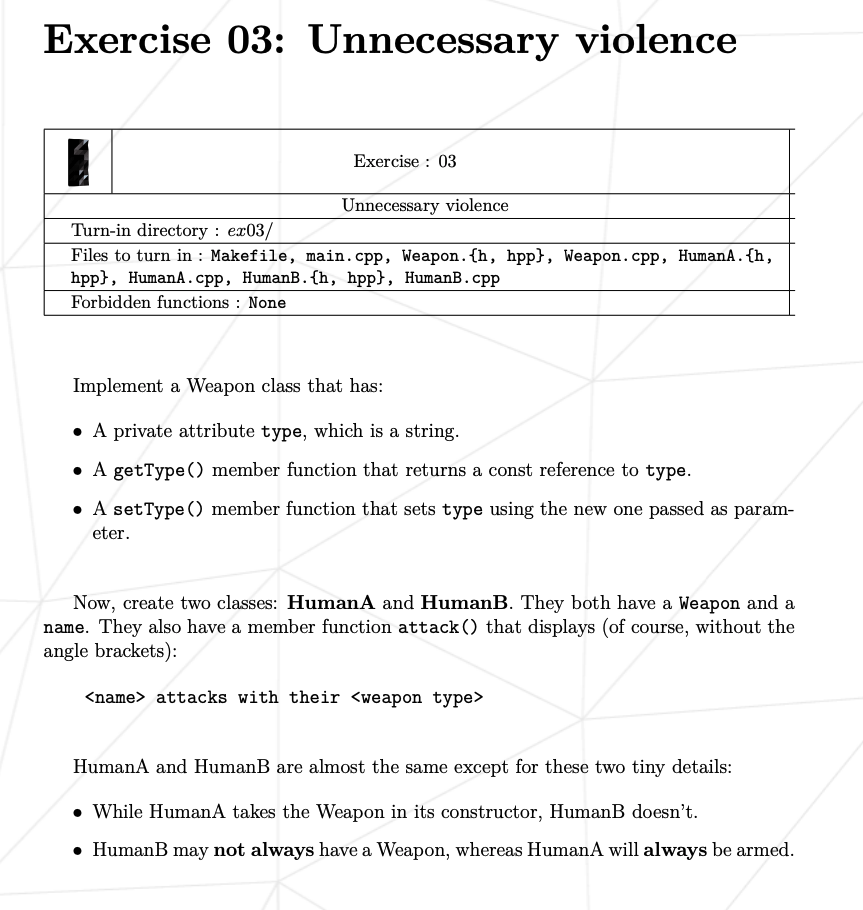 Exercise 03: Unnecessary violence
Exercise : 03
Unnecessary violence
Turn-in directory : ex03/
Files to turn in : Makefile, main.cpp, Weapon.{h, hpp}, Weapon.cpp, HumanA.{h,
hpp}, HumanA.cpp, HumanB.{h, hpp}, HumanB.cpp
Forbidden functions : None
Implement a Weapon class that has:
• A private attribute type, which is a string.
• A getType() member function that returns a const reference to type.
• A setType() member function that sets type using the new one passed as param-
eter.
Now, create two classes: HumanA and HumanB. They both have a Weapon and a
name. They also have a member function attack() that displays (of course, without the
angle brackets):
<name> attacks with their <weapon type>
HumanA and HumanB are almost the same except for these two tiny details:
• While HumanA takes the Weapon in its constructor, HumanB doesn't.
• HumanB may not always have a Weapon, whereas HumanA will always be armed.